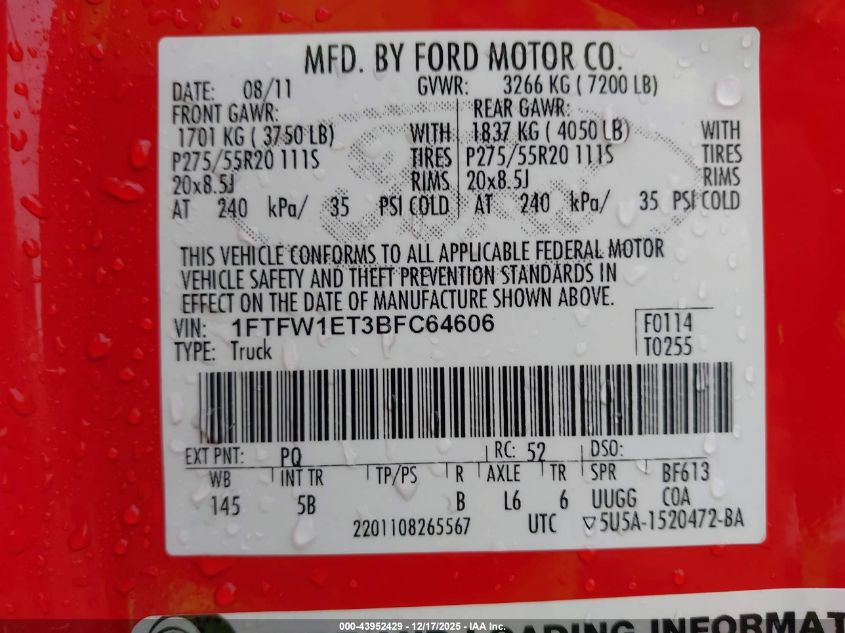 MFD. BY FORD MOTOR CO.
DATE: 08/11 GVWR: 3266 KG ( 7200 LB)
FRONT GAWR: REAR GAWR:
1701 KG ( 3750 LB) WITH 1837 KG ( 4050 LB) WITH
P275/55R20 111S TIRES P275/55R20 111S TIRES
20x8.5J RIMS 20x8.5J RIMS
AT 240 kPa/ 35 PSI COLD AT 240 kPa/ 35 PSI COLD
THIS VEHICLE CONFORMS TO ALL APPLICABLE FEDERAL MOTOR
VEHICLE SAFETY AND THEFT PREVENTION STANDARDS IN
EFFECT ON THE DATE OF MANUFACTURE SHOWN ABOVE.
VIN: 1FTFW1ET3BFC64606 F0114
TYPE: Truck T0255
EXT PNT: PQ RC: 52 DSO:
WB INT TR TP/PS R AXLE TR SPR BF613
145 5B B L6 6 UUGG COA
2201108265567 UTC ▽5U5A-1520472-BA
LOADING INFORMAT
000-43952429 - 12/17/2025 - IAA Inc.